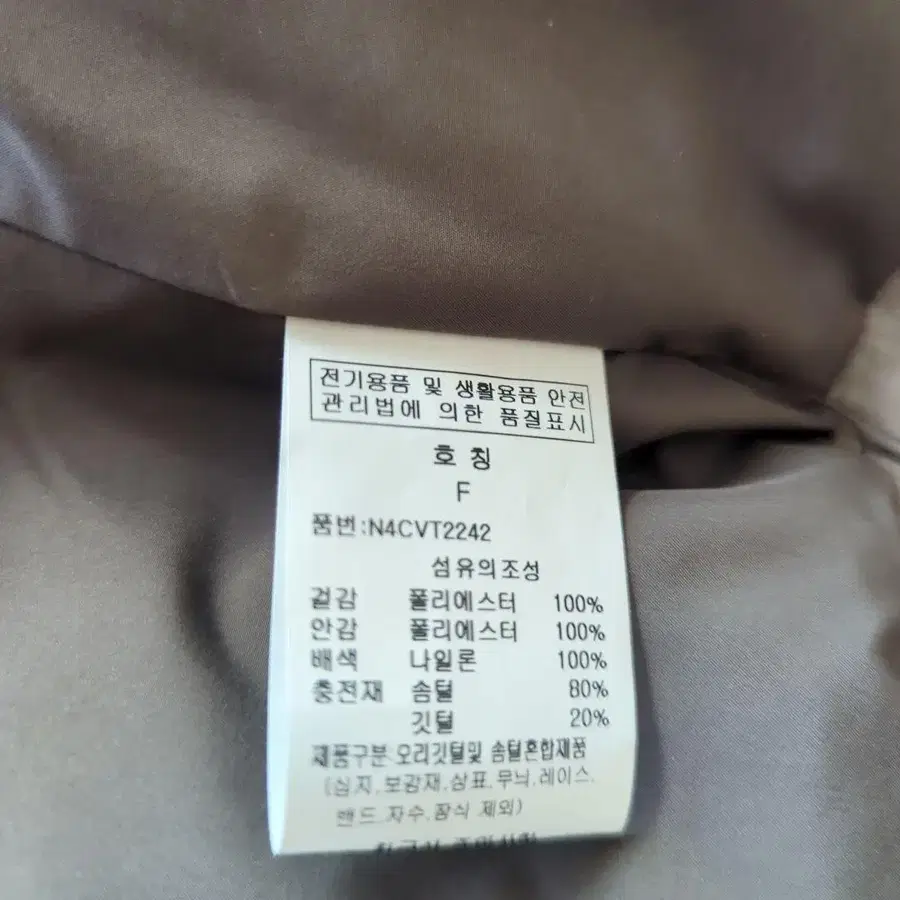 전기용품 및 생활용품 안전
관리법에 의한 품질표시
호 칭
F
품번:N4CVT2242
섬유의조성
겉감 폴리에스터 100%
안감 폴리에스터 100%
배색 나일론 100%
충전재 솜털 80%
깃털 20%
제품구분·오리깃털및 솜털혼합제품
(심지,보강재,상표,무늬,레이스,
밴드,자수,장식 제외)